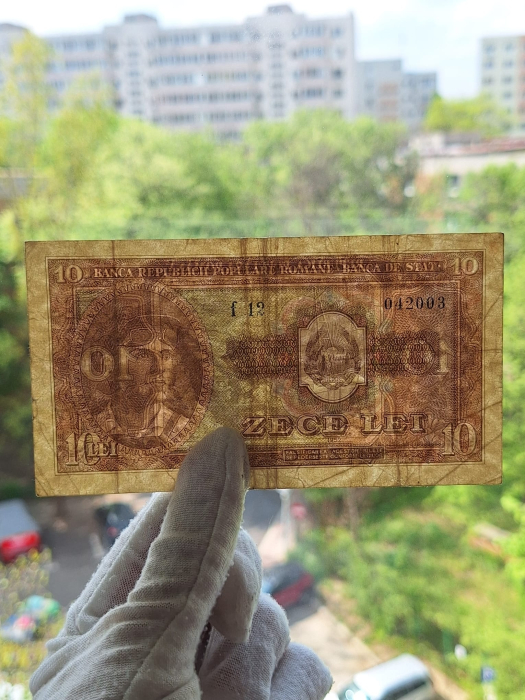 10 BANCA REPUBLICII POPULARE ROMÂNE - BANCA DE STAT 10
f 12 042003
ZECE LEI
10 LEI 10